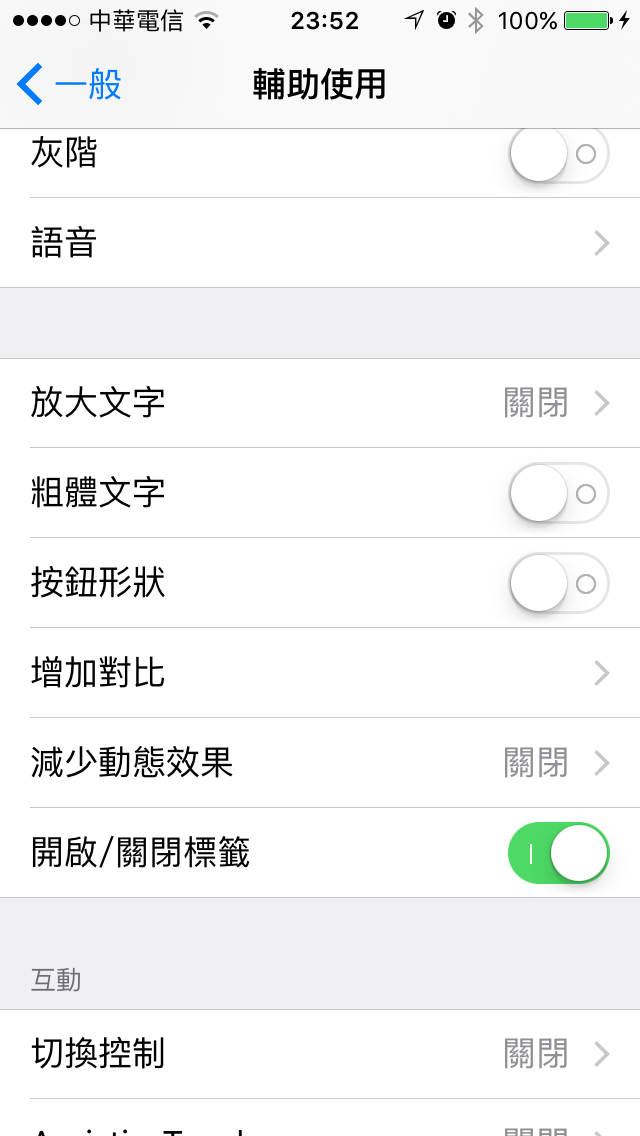 中華電信 23:52 100%
一般 輔助使用
灰階
語音
放大文字 關閉
粗體文字
按鈕形狀
增加對比
減少動態效果 關閉
開啟/關閉標籤
互動
切換控制 關閉